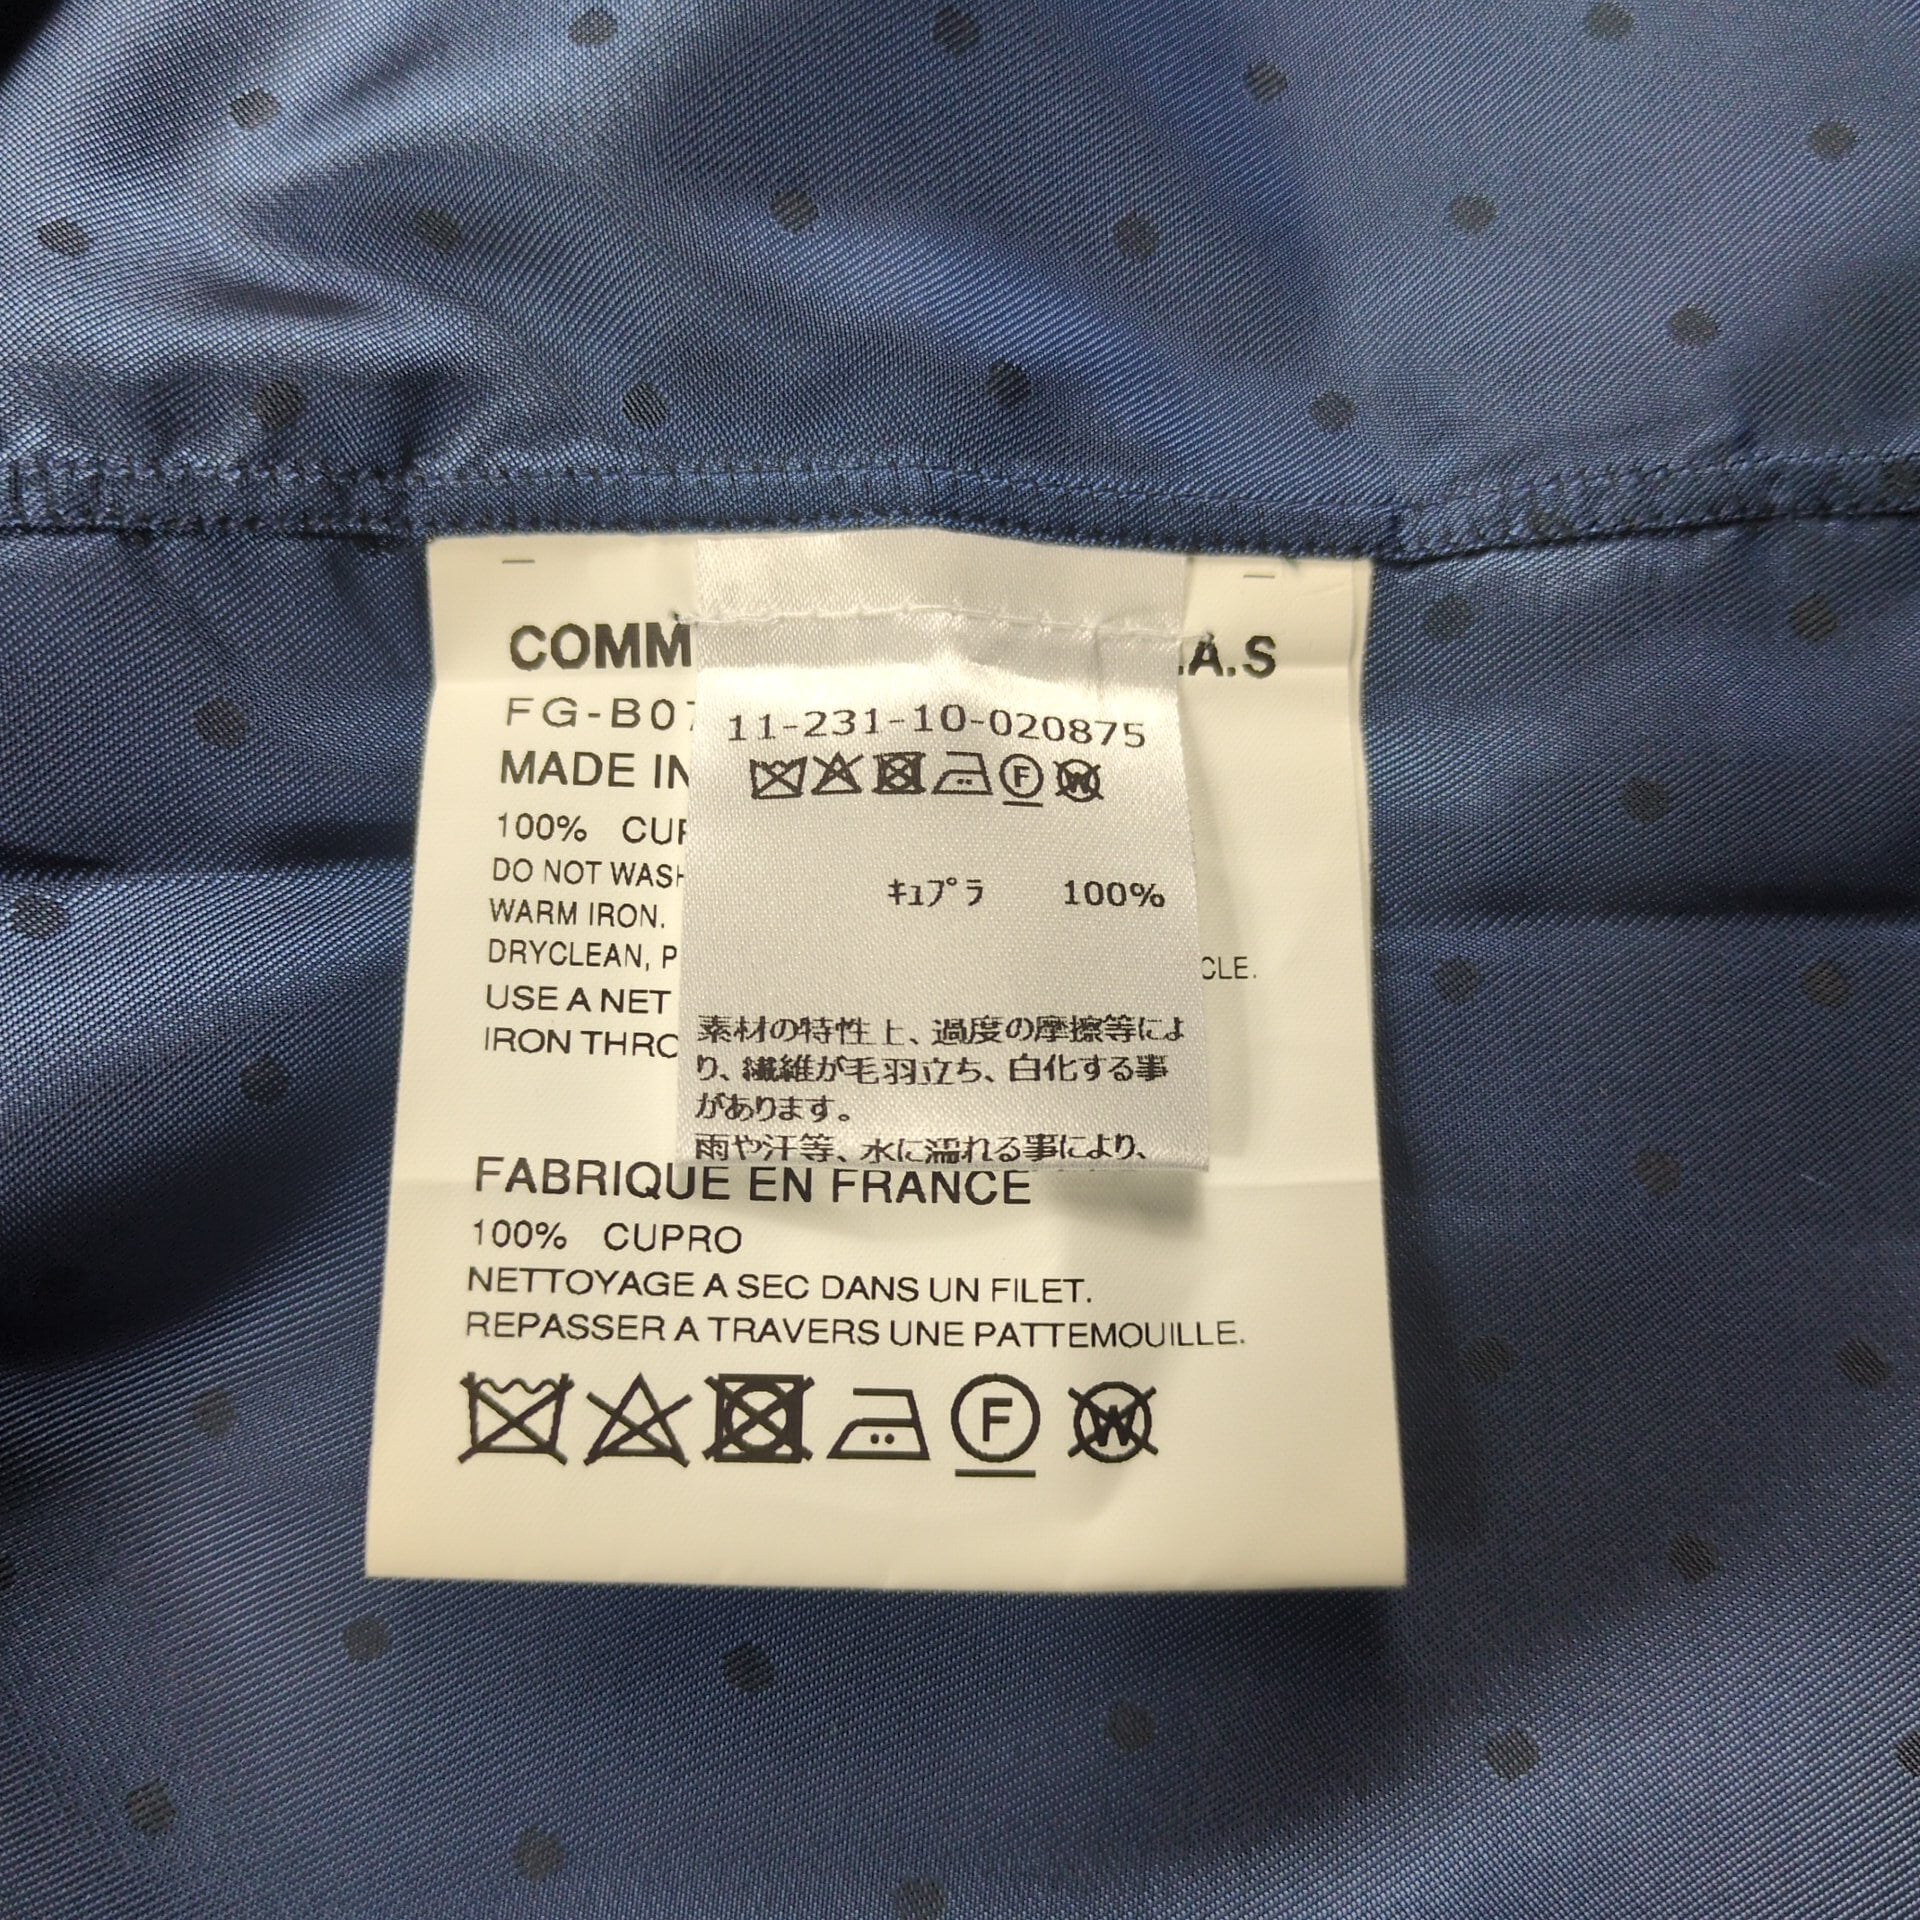 COMM
.A.S
FG-B07
MADE IN
100% CUP
DO NOT WASH
WARM IRON.
DRYCLEAN, P
CLE.
USE A NET
IRON THRO
11-231-10-020875
F W
キュプラ 100%
素材の特性上、過度の摩擦等によ
り、繊維が毛羽立ち、白化する事
があります。
雨や汗等、水に濡れる事により、
FABRIQUE EN FRANCE
100% CUPRO
NETTOYAGE A SEC DANS UN FILET.
REPASSER A TRAVERS UNE PATTEMOUILLE.
F W